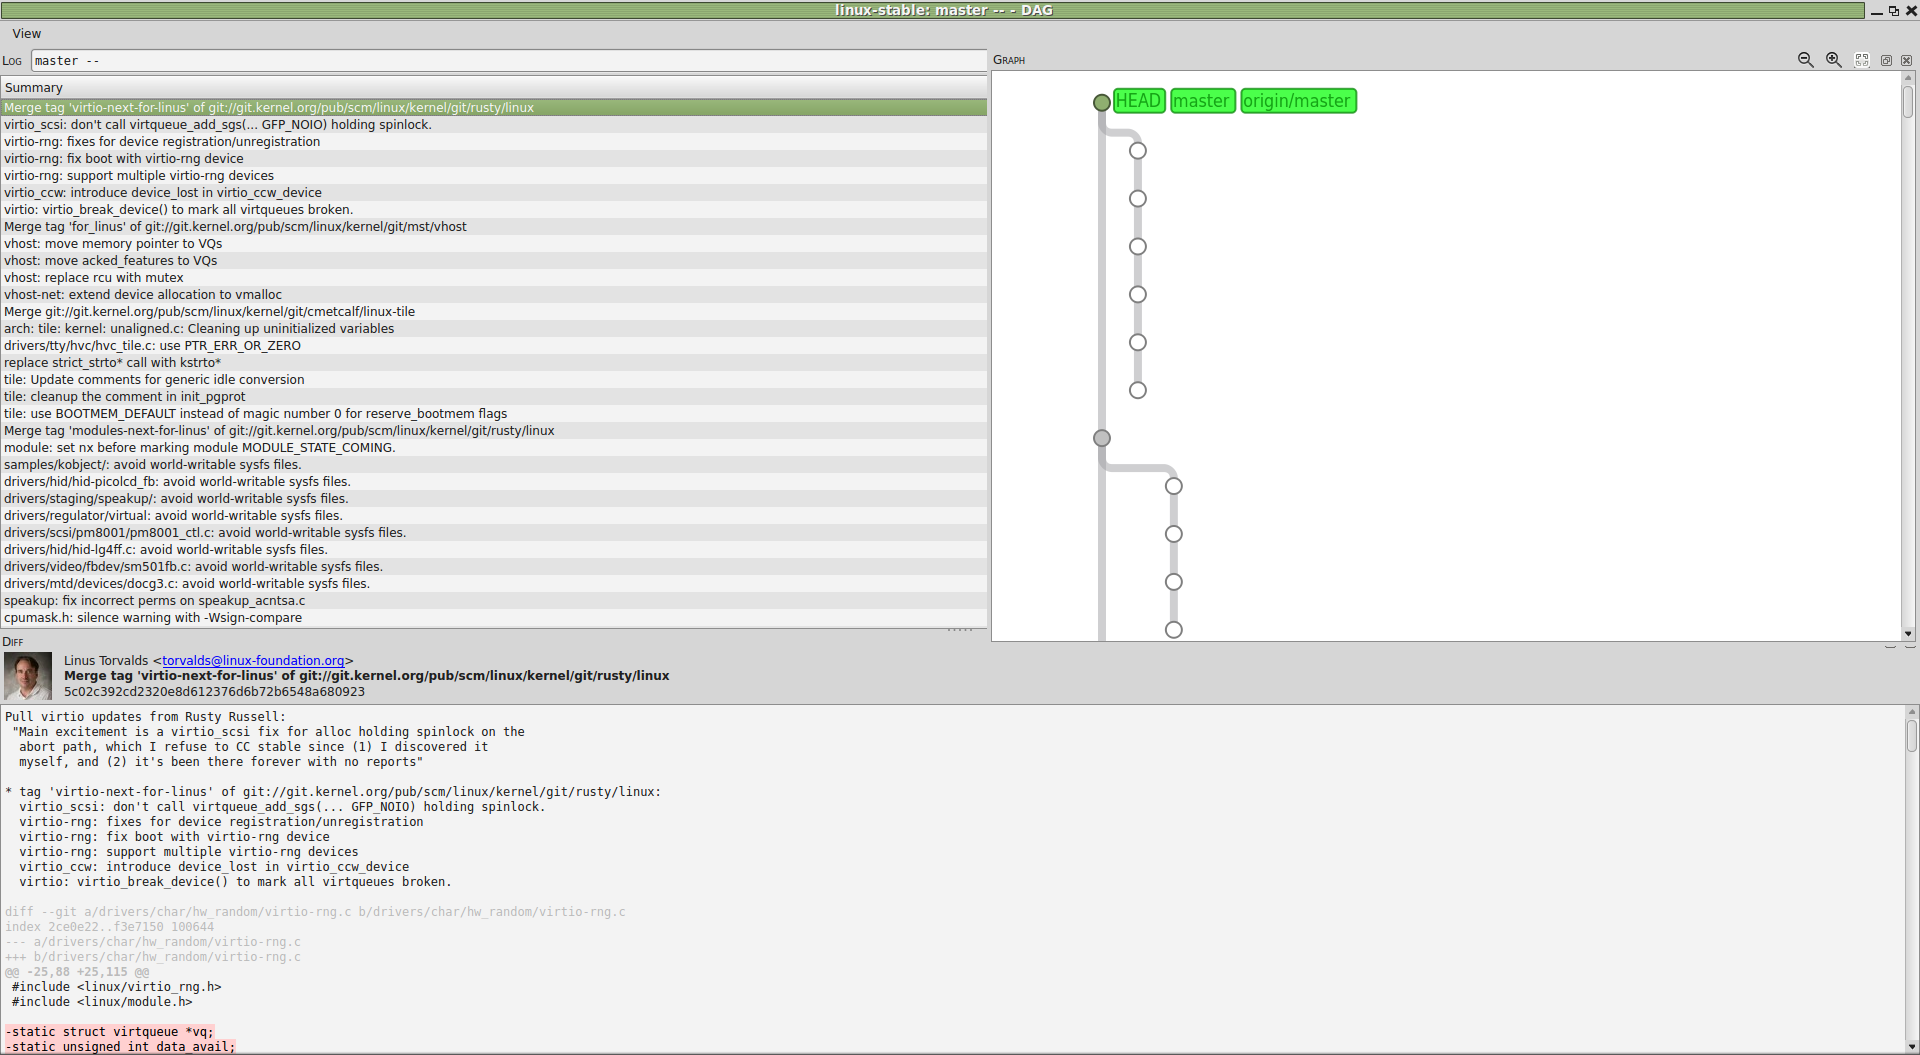 linux-stable: master -- - DAG
View
Log master --
Summary
Merge tag 'virtio-next-for-linus' of git://git.kernel.org/pub/scm/linux/kernel/git/rusty/linux
virtio_scsi: don't call virtqueue_add_sgs(... GFP_NOIO) holding spinlock.
virtio-rng: fixes for device registration/unregistration
virtio-rng: fix boot with virtio-rng device
virtio-rng: support multiple virtio-rng devices
virtio_ccw: introduce device_lost in virtio_ccw_device
virtio: virtio_break_device() to mark all virtqueues broken.
Merge tag 'for_linus' of git://git.kernel.org/pub/scm/linux/kernel/git/mst/vhost
vhost: move memory pointer to VQs
vhost: move acked_features to VQs
vhost: replace rcu with mutex
vhost-net: extend device allocation to vmalloc
Merge git://git.kernel.org/pub/scm/linux/kernel/git/cmetcalf/linux-tile
arch: tile: kernel: unaligned.c: Cleaning up uninitialized variables
drivers/tty/hvc/hvc_tile.c: use PTR_ERR_OR_ZERO
replace strict_strto* call with kstrto*
tile: Update comments for generic idle conversion
tile: cleanup the comment in init_pgprot
tile: use BOOTMEM_DEFAULT instead of magic number 0 for reserve_bootmem flags
Merge tag 'modules-next-for-linus' of git://git.kernel.org/pub/scm/linux/kernel/git/rusty/linux
module: set nx before marking module MODULE_STATE_COMING.
samples/kobject/: avoid world-writable sysfs files.
drivers/hid/hid-picolcd_fb: avoid world-writable sysfs files.
drivers/staging/speakup/: avoid world-writable sysfs files.
drivers/regulator/virtual: avoid world-writable sysfs files.
drivers/scsi/pm8001/pm8001_ctl.c: avoid world-writable sysfs files.
drivers/hid/hid-lg4ff.c: avoid world-writable sysfs files.
drivers/video/fbdev/sm501fb.c: avoid world-writable sysfs files.
drivers/mtd/devices/docg3.c: avoid world-writable sysfs files.
speakup: fix incorrect perms on speakup_acntsa.c
cpumask.h: silence warning with -Wsign-compare
Graph
HEAD master origin/master
Diff
Linus Torvalds <torvalds@linux-foundation.org>
Merge tag 'virtio-next-for-linus' of git://git.kernel.org/pub/scm/linux/kernel/git/rusty/linux
5c02c392cd2320e8d612376d6b72b6548a680923
Pull virtio updates from Rusty Russell:
"Main excitement is a virtio_scsi fix for alloc holding spinlock on the
abort path, which I refuse to CC stable since (1) I discovered it
myself, and (2) it's been there forever with no reports"
* tag 'virtio-next-for-linus' of git://git.kernel.org/pub/scm/linux/kernel/git/rusty/linux:
virtio_scsi: don't call virtqueue_add_sgs(... GFP_NOIO) holding spinlock.
virtio-rng: fixes for device registration/unregistration
virtio-rng: fix boot with virtio-rng device
virtio-rng: support multiple virtio-rng devices
virtio_ccw: introduce device_lost in virtio_ccw_device
virtio: virtio_break_device() to mark all virtqueues broken.
diff --git a/drivers/char/hw_random/virtio-rng.c b/drivers/char/hw_random/virtio-rng.c
index 2ce0e22..f3e7150 100644
--- a/drivers/char/hw_random/virtio-rng.c
+++ b/drivers/char/hw_random/virtio-rng.c
@@ -25,88 +25,115 @@
#include <linux/virtio_rng.h>
#include <linux/module.h>
-static struct virtqueue *vq;
-static unsigned int data_avail;